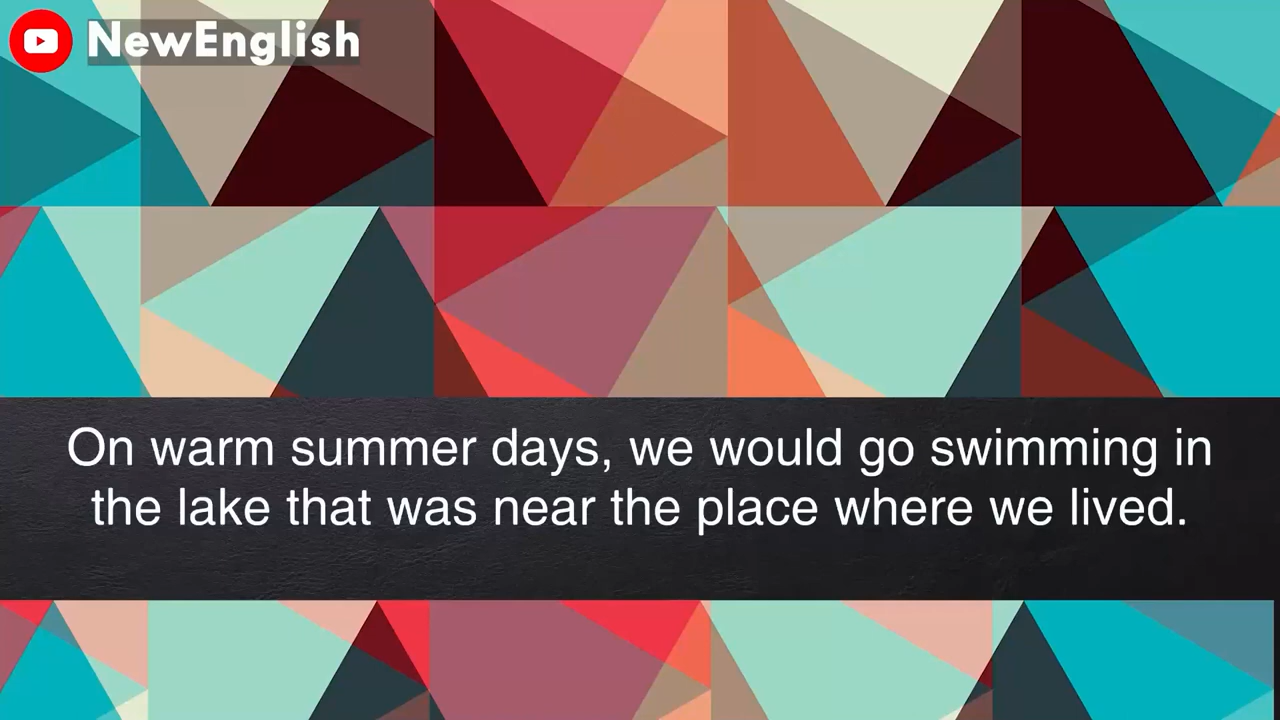 NewEnglish
On warm summer days, we would go swimming in
the lake that was near the place where we lived.